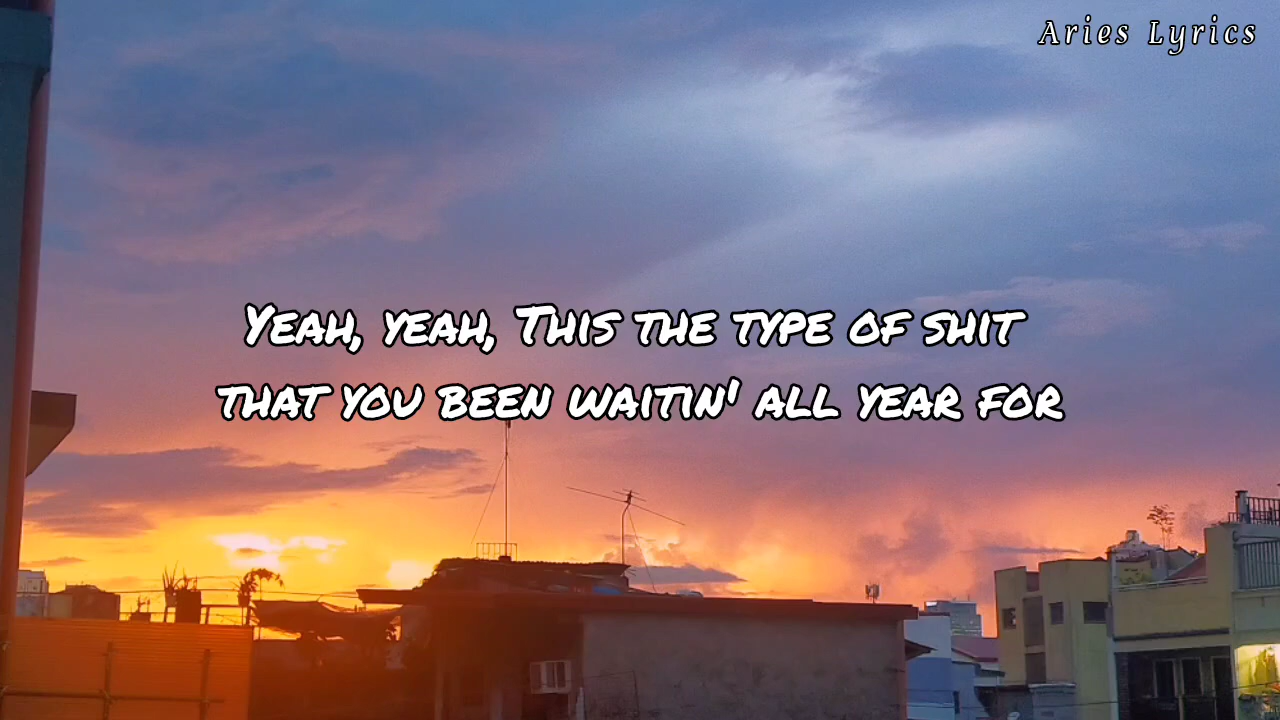 Aries Lyrics
Yeah, yeah, This the type of shit
that you been waitin' all year for